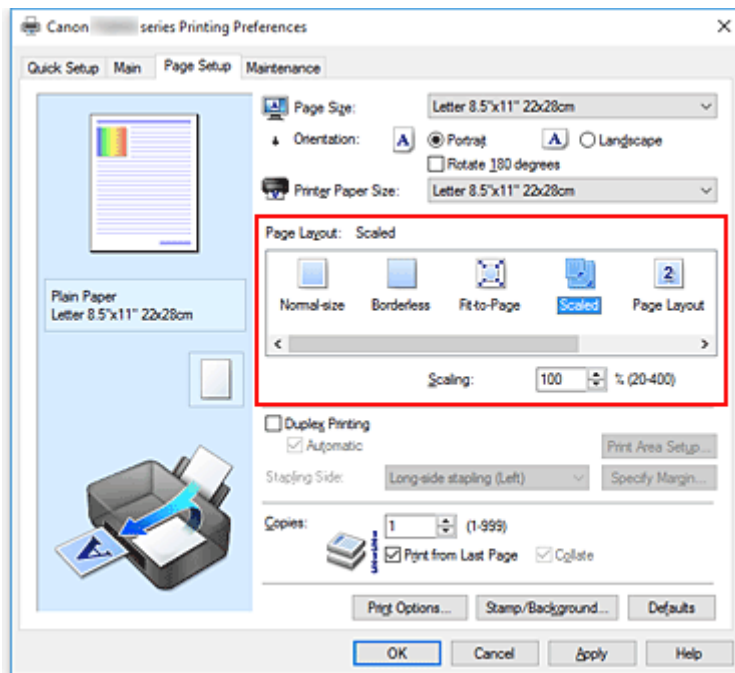 Canon series Printing Preferences
Quick Setup Main Page Setup Maintenance
Page Size: Letter 8.5"x11" 22x28cm
Orientation: A Portrait A Landscape
Rotate 180 degrees
Printer Paper Size: Letter 8.5"x11" 22x28cm
Page Layout: Scaled
Normal-size Borderless Fit-to-Page Scaled Page Layout
Plain Paper
Letter 8.5"x11" 22x28cm
Scaling: 100 % (20-400)
Duplex Printing
Automatic Print Area Setup...
Stapling Side: Long-side stapling (Left) Specify Margin...
Copies: 1 (1-999)
Print from Last Page Collate
Print Options... Stamp/Background... Defaults
OK Cancel Apply Help